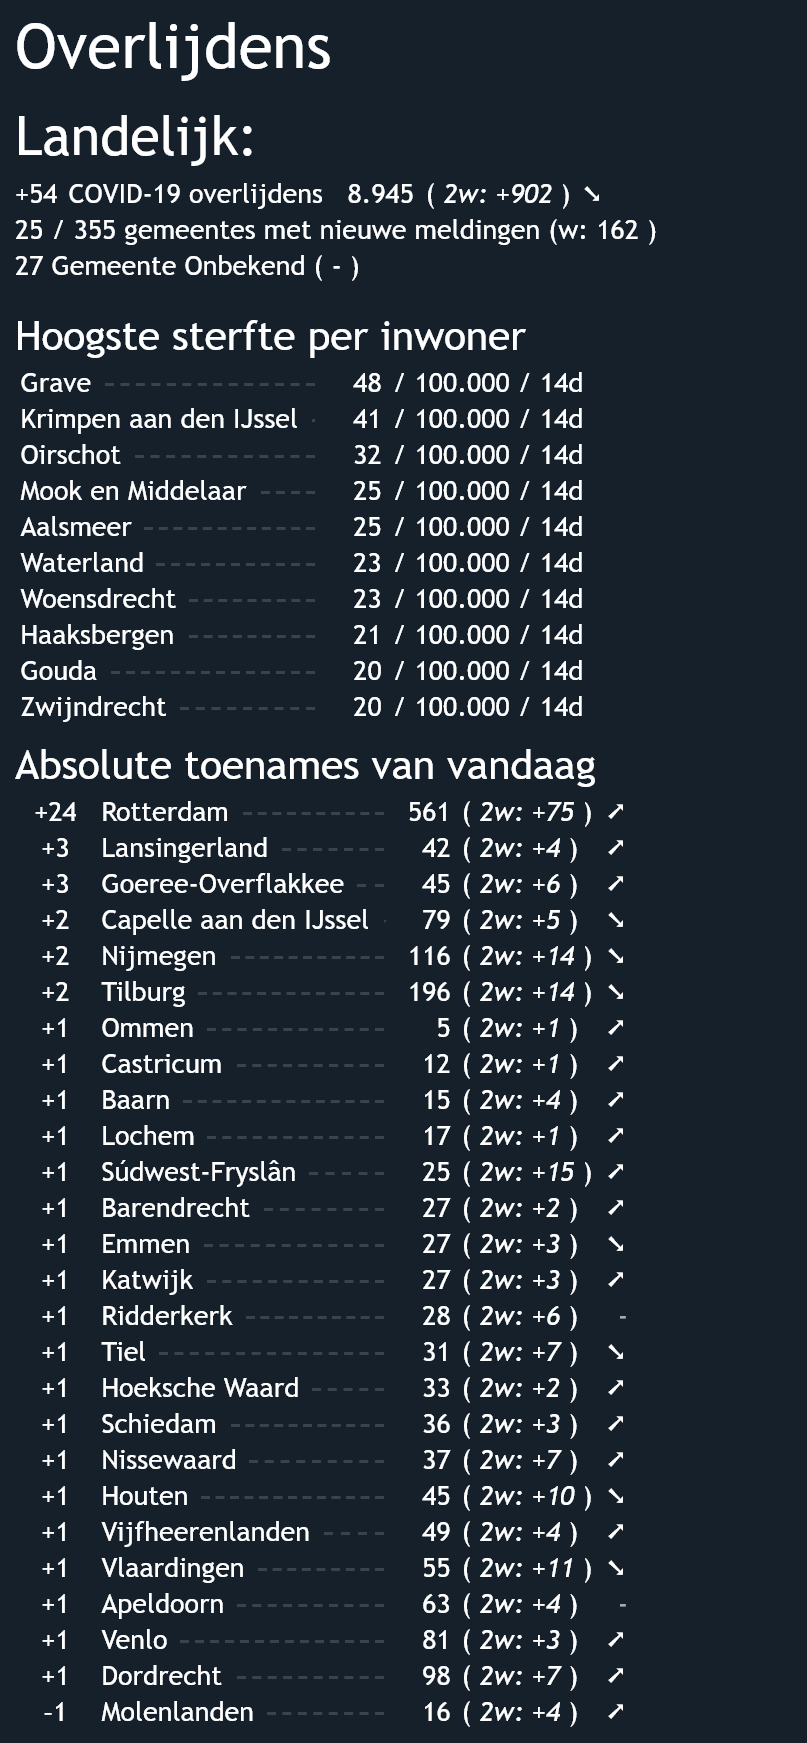 Overlijdens
Landelijk:
+54 COVID-19 overlijdens 8.945 ( 2w: +902 ) ➘
25 / 355 gemeentes met nieuwe meldingen (w: 162 )
27 Gemeente Onbekend ( - )
Hoogste sterfte per inwoner
Grave -------------- 48 / 100.000 / 14d
Krimpen aan den IJssel - 41 / 100.000 / 14d
Oirschot ------------ 32 / 100.000 / 14d
Mook en Middelaar ---- 25 / 100.000 / 14d
Aalsmeer ------------ 25 / 100.000 / 14d
Waterland ----------- 23 / 100.000 / 14d
Woensdrecht --------- 23 / 100.000 / 14d
Haaksbergen --------- 21 / 100.000 / 14d
Gouda -------------- 20 / 100.000 / 14d
Zwijndrecht --------- 20 / 100.000 / 14d
Absolute toenames van vandaag
+24 Rotterdam ---------- 561 ( 2w: +75 ) ➚
+3 Lansingerland ------- 42 ( 2w: +4 ) ➚
+3 Goeree-Overflakkee -- 45 ( 2w: +6 ) ➚
+2 Capelle aan den IJssel - 79 ( 2w: +5 ) ➘
+2 Nijmegen ----------- 116 ( 2w: +14 ) ➘
+2 Tilburg ------------- 196 ( 2w: +14 ) ➘
+1 Ommen ------------ 5 ( 2w: +1 ) ➚
+1 Castricum ---------- 12 ( 2w: +1 ) ➚
+1 Baarn -------------- 15 ( 2w: +4 ) ➚
+1 Lochem ------------ 17 ( 2w: +1 ) ➚
+1 Súdwest-Fryslân ----- 25 ( 2w: +15 ) ➚
+1 Barendrecht -------- 27 ( 2w: +2 ) ➚
+1 Emmen ------------ 27 ( 2w: +3 ) ➘
+1 Katwijk ------------ 27 ( 2w: +3 ) ➚
+1 Ridderkerk ---------- 28 ( 2w: +6 ) -
+1 Tiel --------------- 31 ( 2w: +7 ) ➘
+1 Hoeksche Waard ----- 33 ( 2w: +2 ) ➚
+1 Schiedam ----------- 36 ( 2w: +3 ) ➚
+1 Nissewaard --------- 37 ( 2w: +7 ) ➚
+1 Houten ------------ 45 ( 2w: +10 ) ➘
+1 Vijfheerenlanden ---- 49 ( 2w: +4 ) ➚
+1 Vlaardingen --------- 55 ( 2w: +11 ) ➘
+1 Apeldoorn ---------- 63 ( 2w: +4 ) -
+1 Venlo -------------- 81 ( 2w: +3 ) ➚
+1 Dordrecht ---------- 98 ( 2w: +7 ) ➚
-1 Molenlanden -------- 16 ( 2w: +4 ) ➚